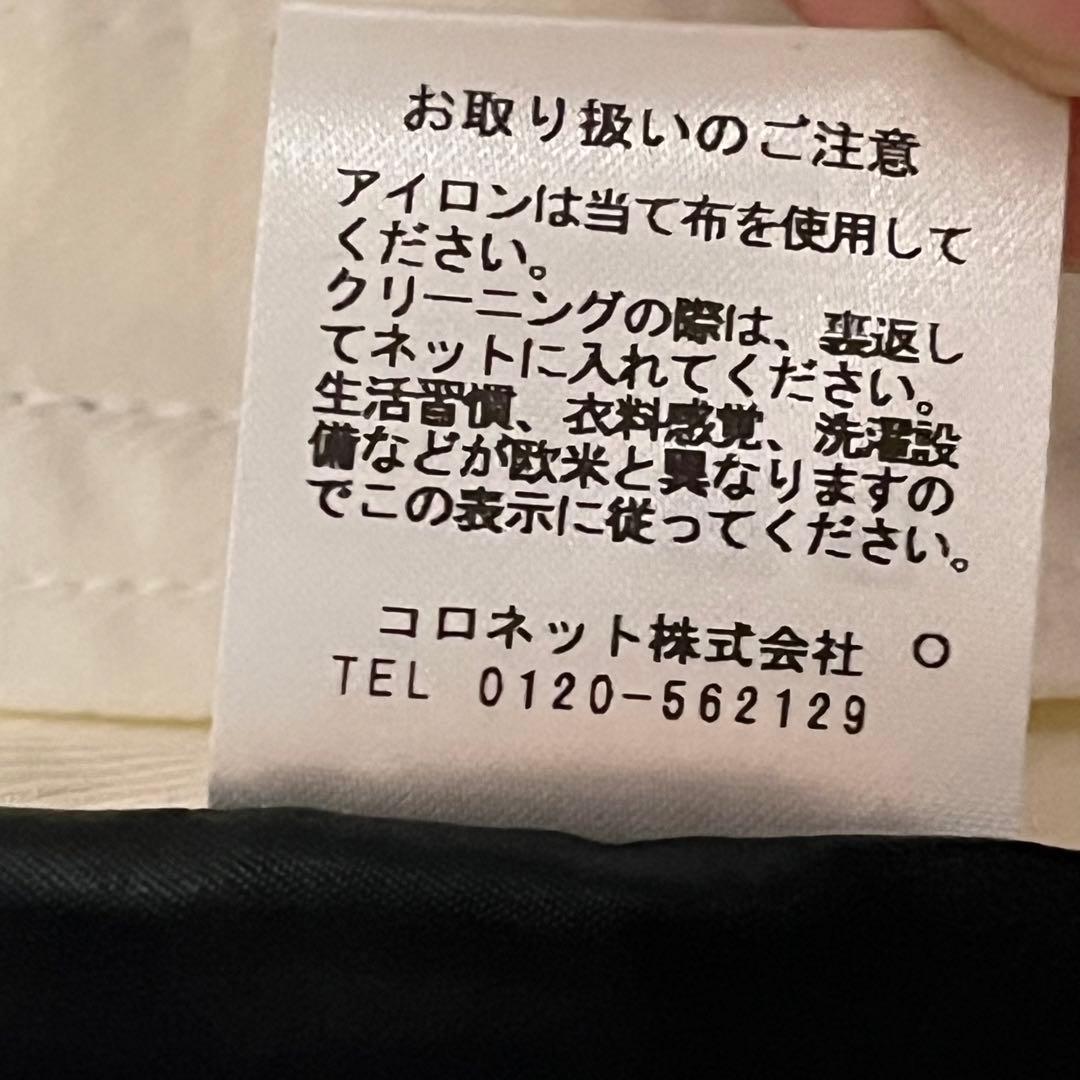 お取り扱いのご注意
アイロンは当て布を使用して
ください。
クリーニングの際は、裏返し
てネットに入れてください。
生活習慣、衣料感覚、洗濯設
備などが欧米と異なりますの
でこの表示に従ってください。
コロネット株式会社 O
TEL 0120-562129